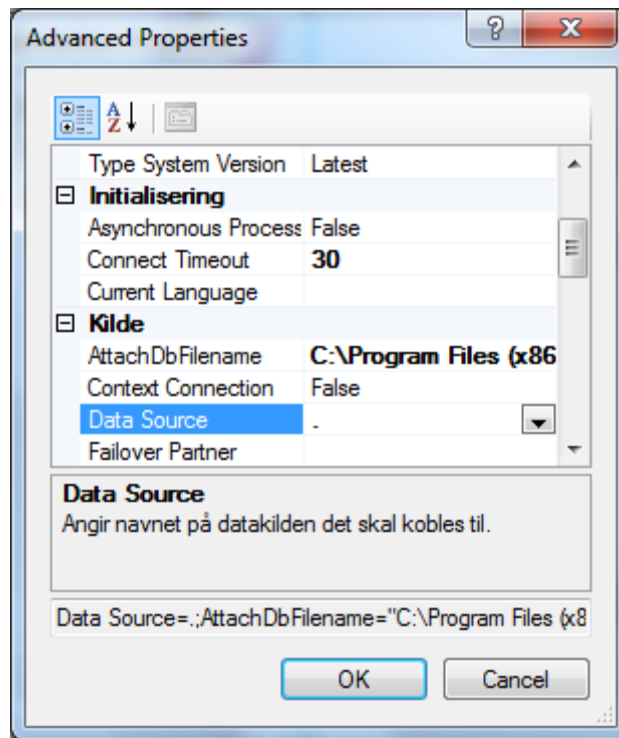 Advanced Properties
Type System Version Latest
Initialisering
Asynchronous Process False
Connect Timeout 30
Current Language
Kilde
AttachDbFilename C:\Program Files (x86
Context Connection False
Data Source .
Failover Partner
Data Source
Angir navnet på datakilden det skal kobles til.
Data Source=.;AttachDbFilename="C:\Program Files (x8
OK Cancel